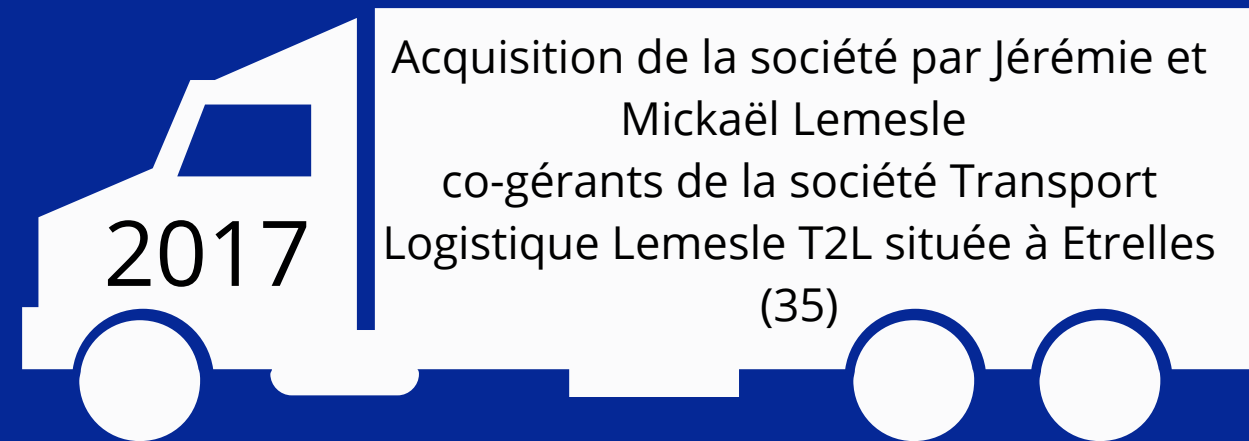 2017
Acquisition de la société par Jérémie et
Mickaël Lemesle
co-gérants de la société Transport
Logistique Lemesle T2L située à Etrelles
(35)